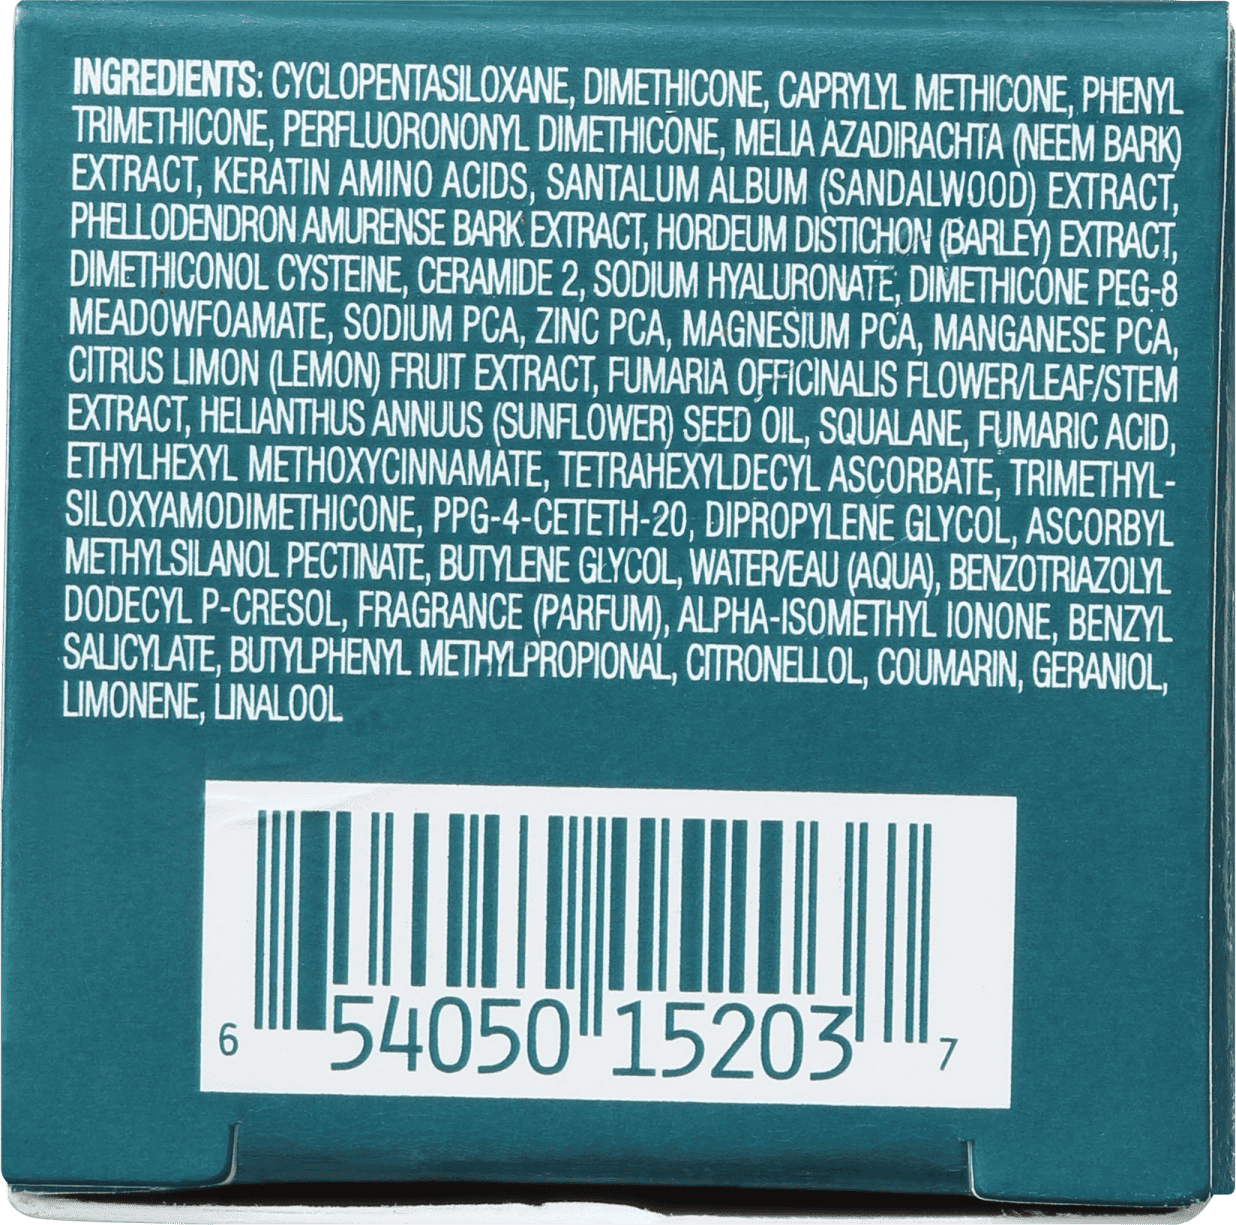 INGREDIENTS: CYCLOPENTASILOXANE, DIMETHICONE, CAPRYLYL METHICONE, PHENYL
TRIMETHICONE, PERFLUORONONYL DIMETHICONE, MELIA AZADIRACHTA (NEEM BARK)
EXTRACT, KERATIN AMINO ACIDS, SANTALUM ALBUM (SANDALWOOD) EXTRACT,
PHELLODENDRON AMURENSE BARK EXTRACT, HORDEUM DISTICHON (BARLEY) EXTRACT,
DIMETHICONOL CYSTEINE, CERAMIDE 2, SODIUM HYALURONATE, DIMETHICONE PEG-8
MEADOWFOAMATE, SODIUM PCA, ZINC PCA, MAGNESIUM PCA, MANGANESE PCA,
CITRUS LIMON (LEMON) FRUIT EXTRACT, FUMARIA OFFICINALIS FLOWER/LEAF/STEM
EXTRACT, HELIANTHUS ANNUUS (SUNFLOWER) SEED OIL, SQUALANE, FUMARIC ACID,
ETHYLHEXYL METHOXYCINNAMATE, TETRAHEXYLDECYL ASCORBATE, TRIMETHYL-
SILOXYAMODIMETHICONE, PPG-4-CETETH-20, DIPROPYLENE GLYCOL, ASCORBYL
METHYLSILANOL PECTINATE, BUTYLENE GLYCOL, WATER/EAU (AQUA), BENZOTRIAZOLYL
DODECYL P-CRESOL, FRAGRANCE (PARFUM), ALPHA-ISOMETHYL IONONE, BENZYL
SALICYLATE, BUTYLPHENYL METHYLPROPIONAL, CITRONELLOL, COUMARIN, GERANIOL,
LIMONENE, LINALOOL
6 54050 15203 7